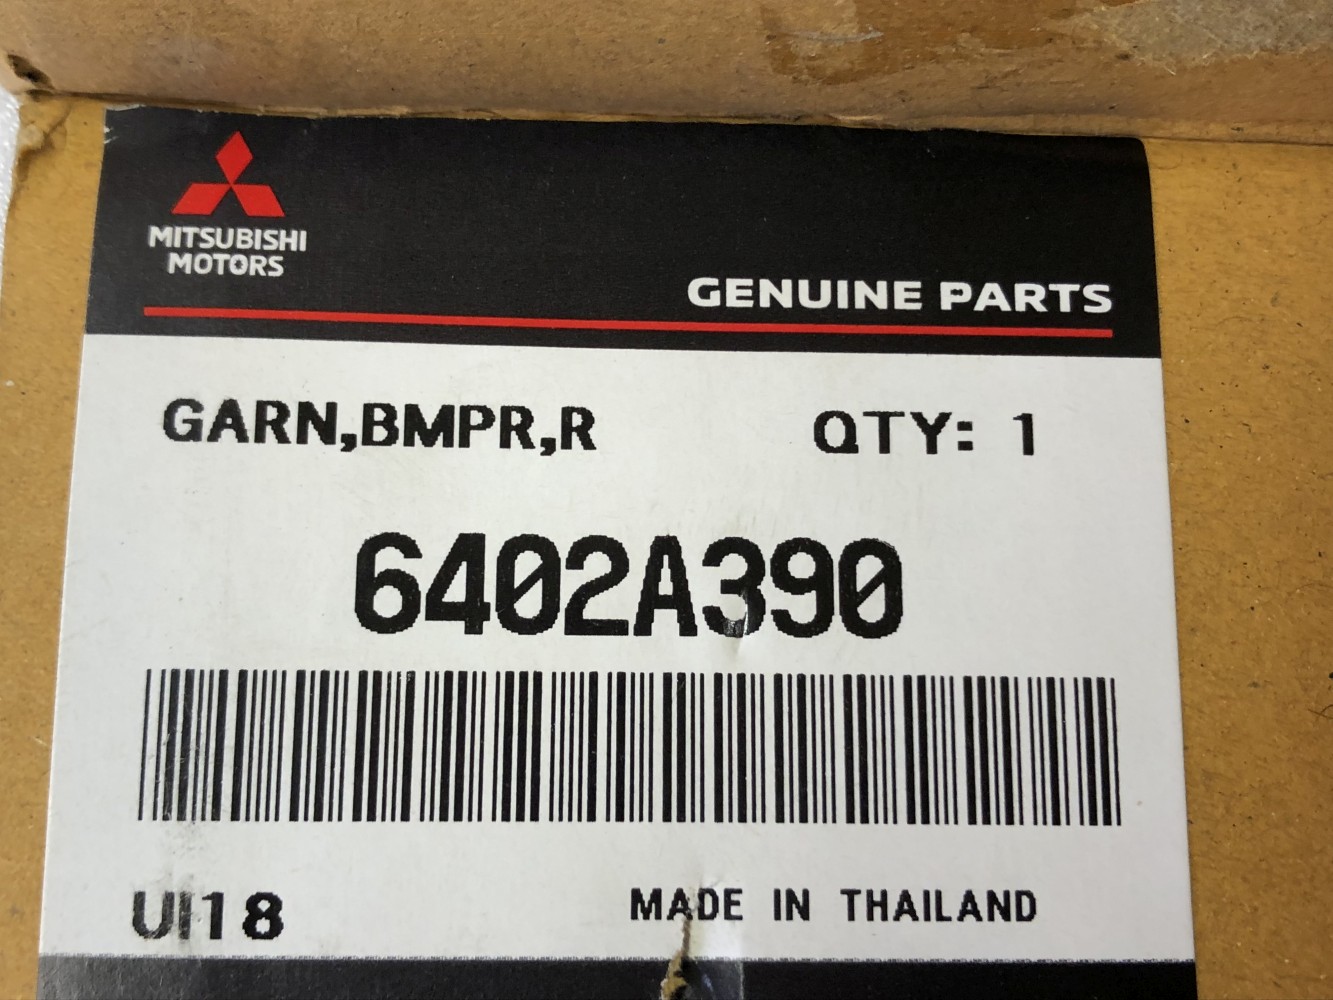 MITSUBISHI
MOTORS
GENUINE PARTS
GARN,BMPR,R QTY: 1
6402A390
UI18 MADE IN THAILAND